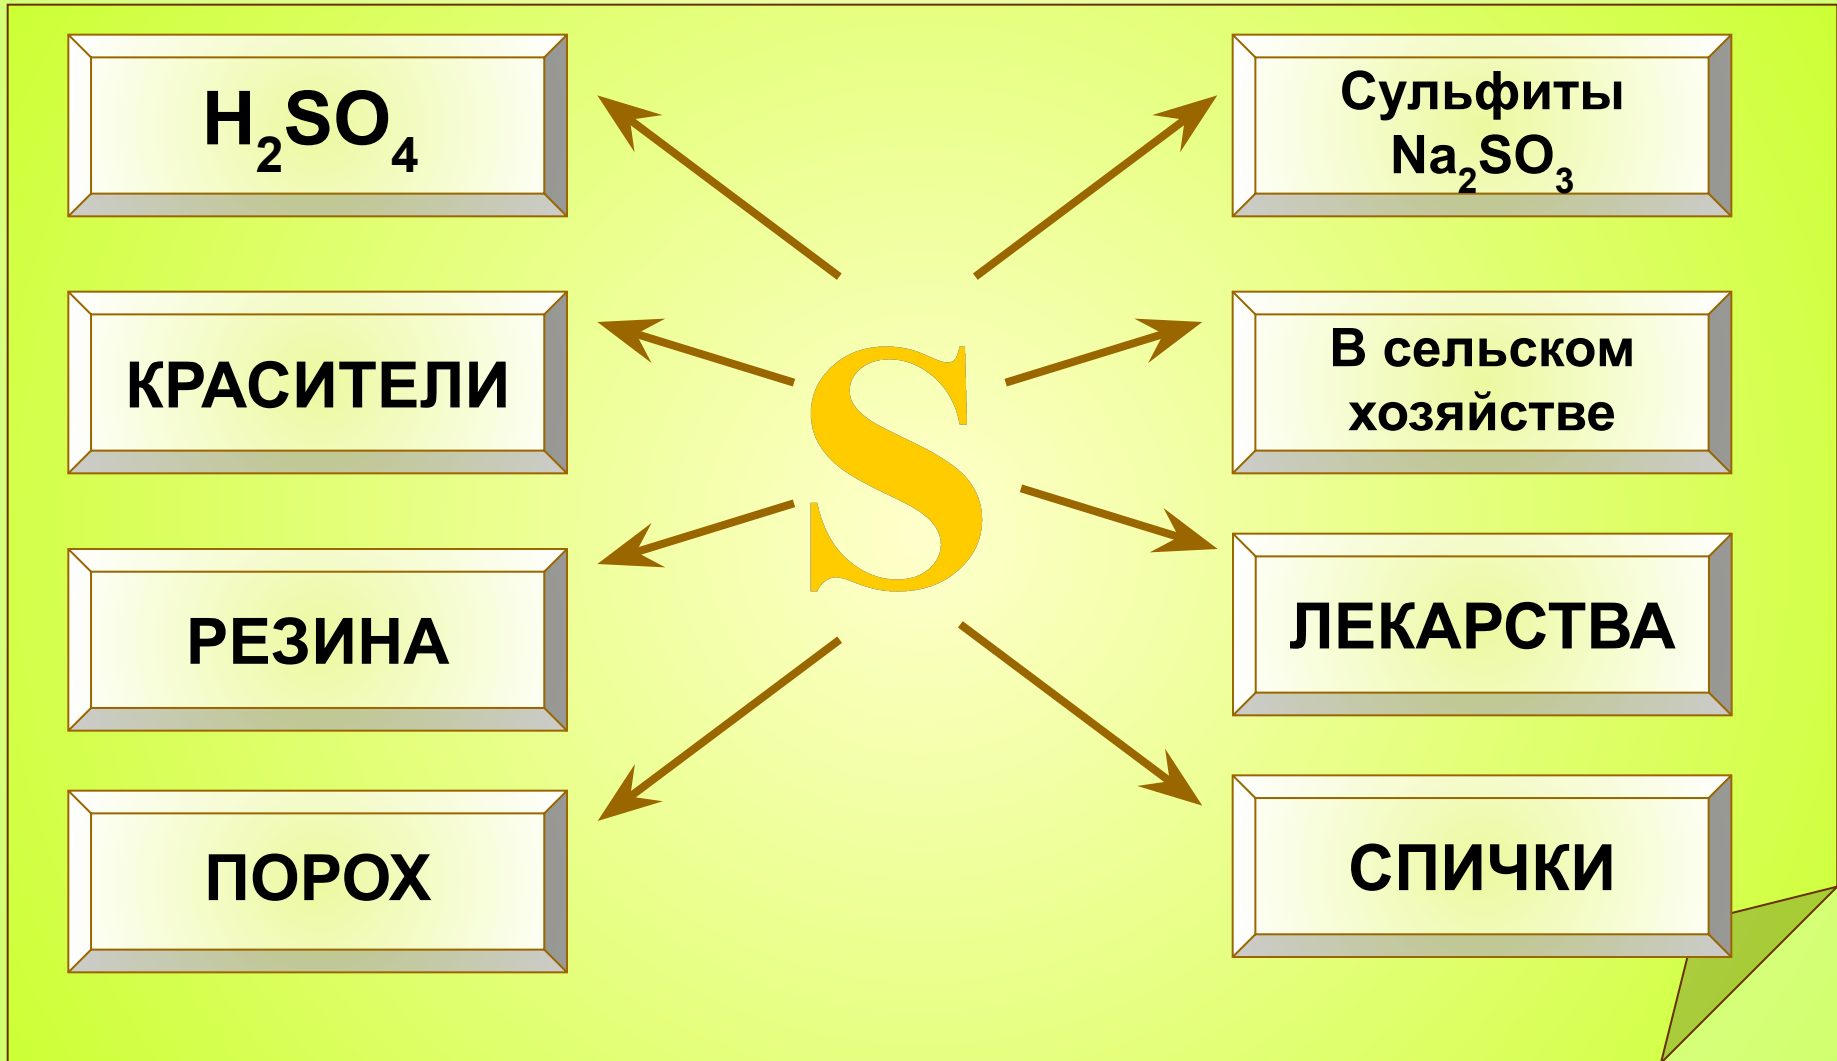 H₂SO₄
Сульфиты
Na₂SO₃
КРАСИТЕЛИ
В сельском
хозяйстве
S
РЕЗИНА
ЛЕКАРСТВА
ПОРОХ
СПИЧКИ